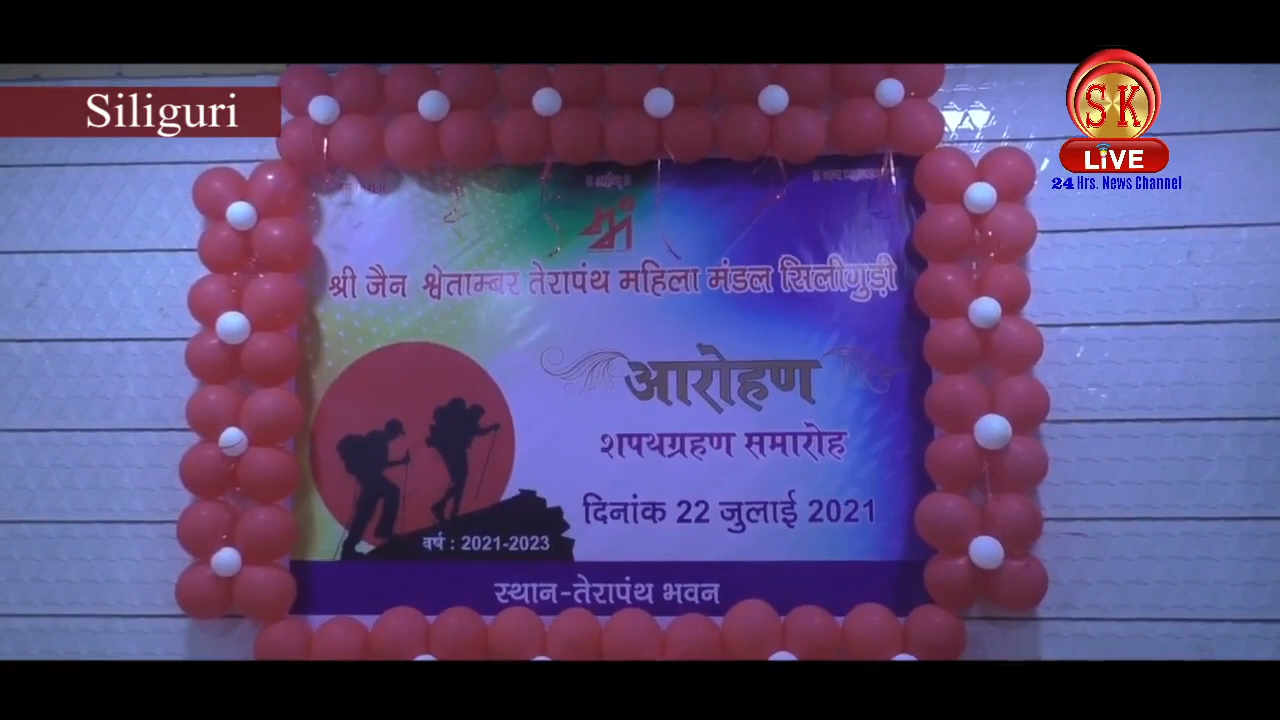 Siliguri
SK
LiVE
24 Hrs. News Channel
श्री जैन श्वेताम्बर तेरापंथ महिला मंडल सिलीगुड़ी
आरोहण
शपथग्रहण समारोह
दिनांक 22 जुलाई 2021
वर्ष : 2021-2023
स्थान-तेरापंथ भवन